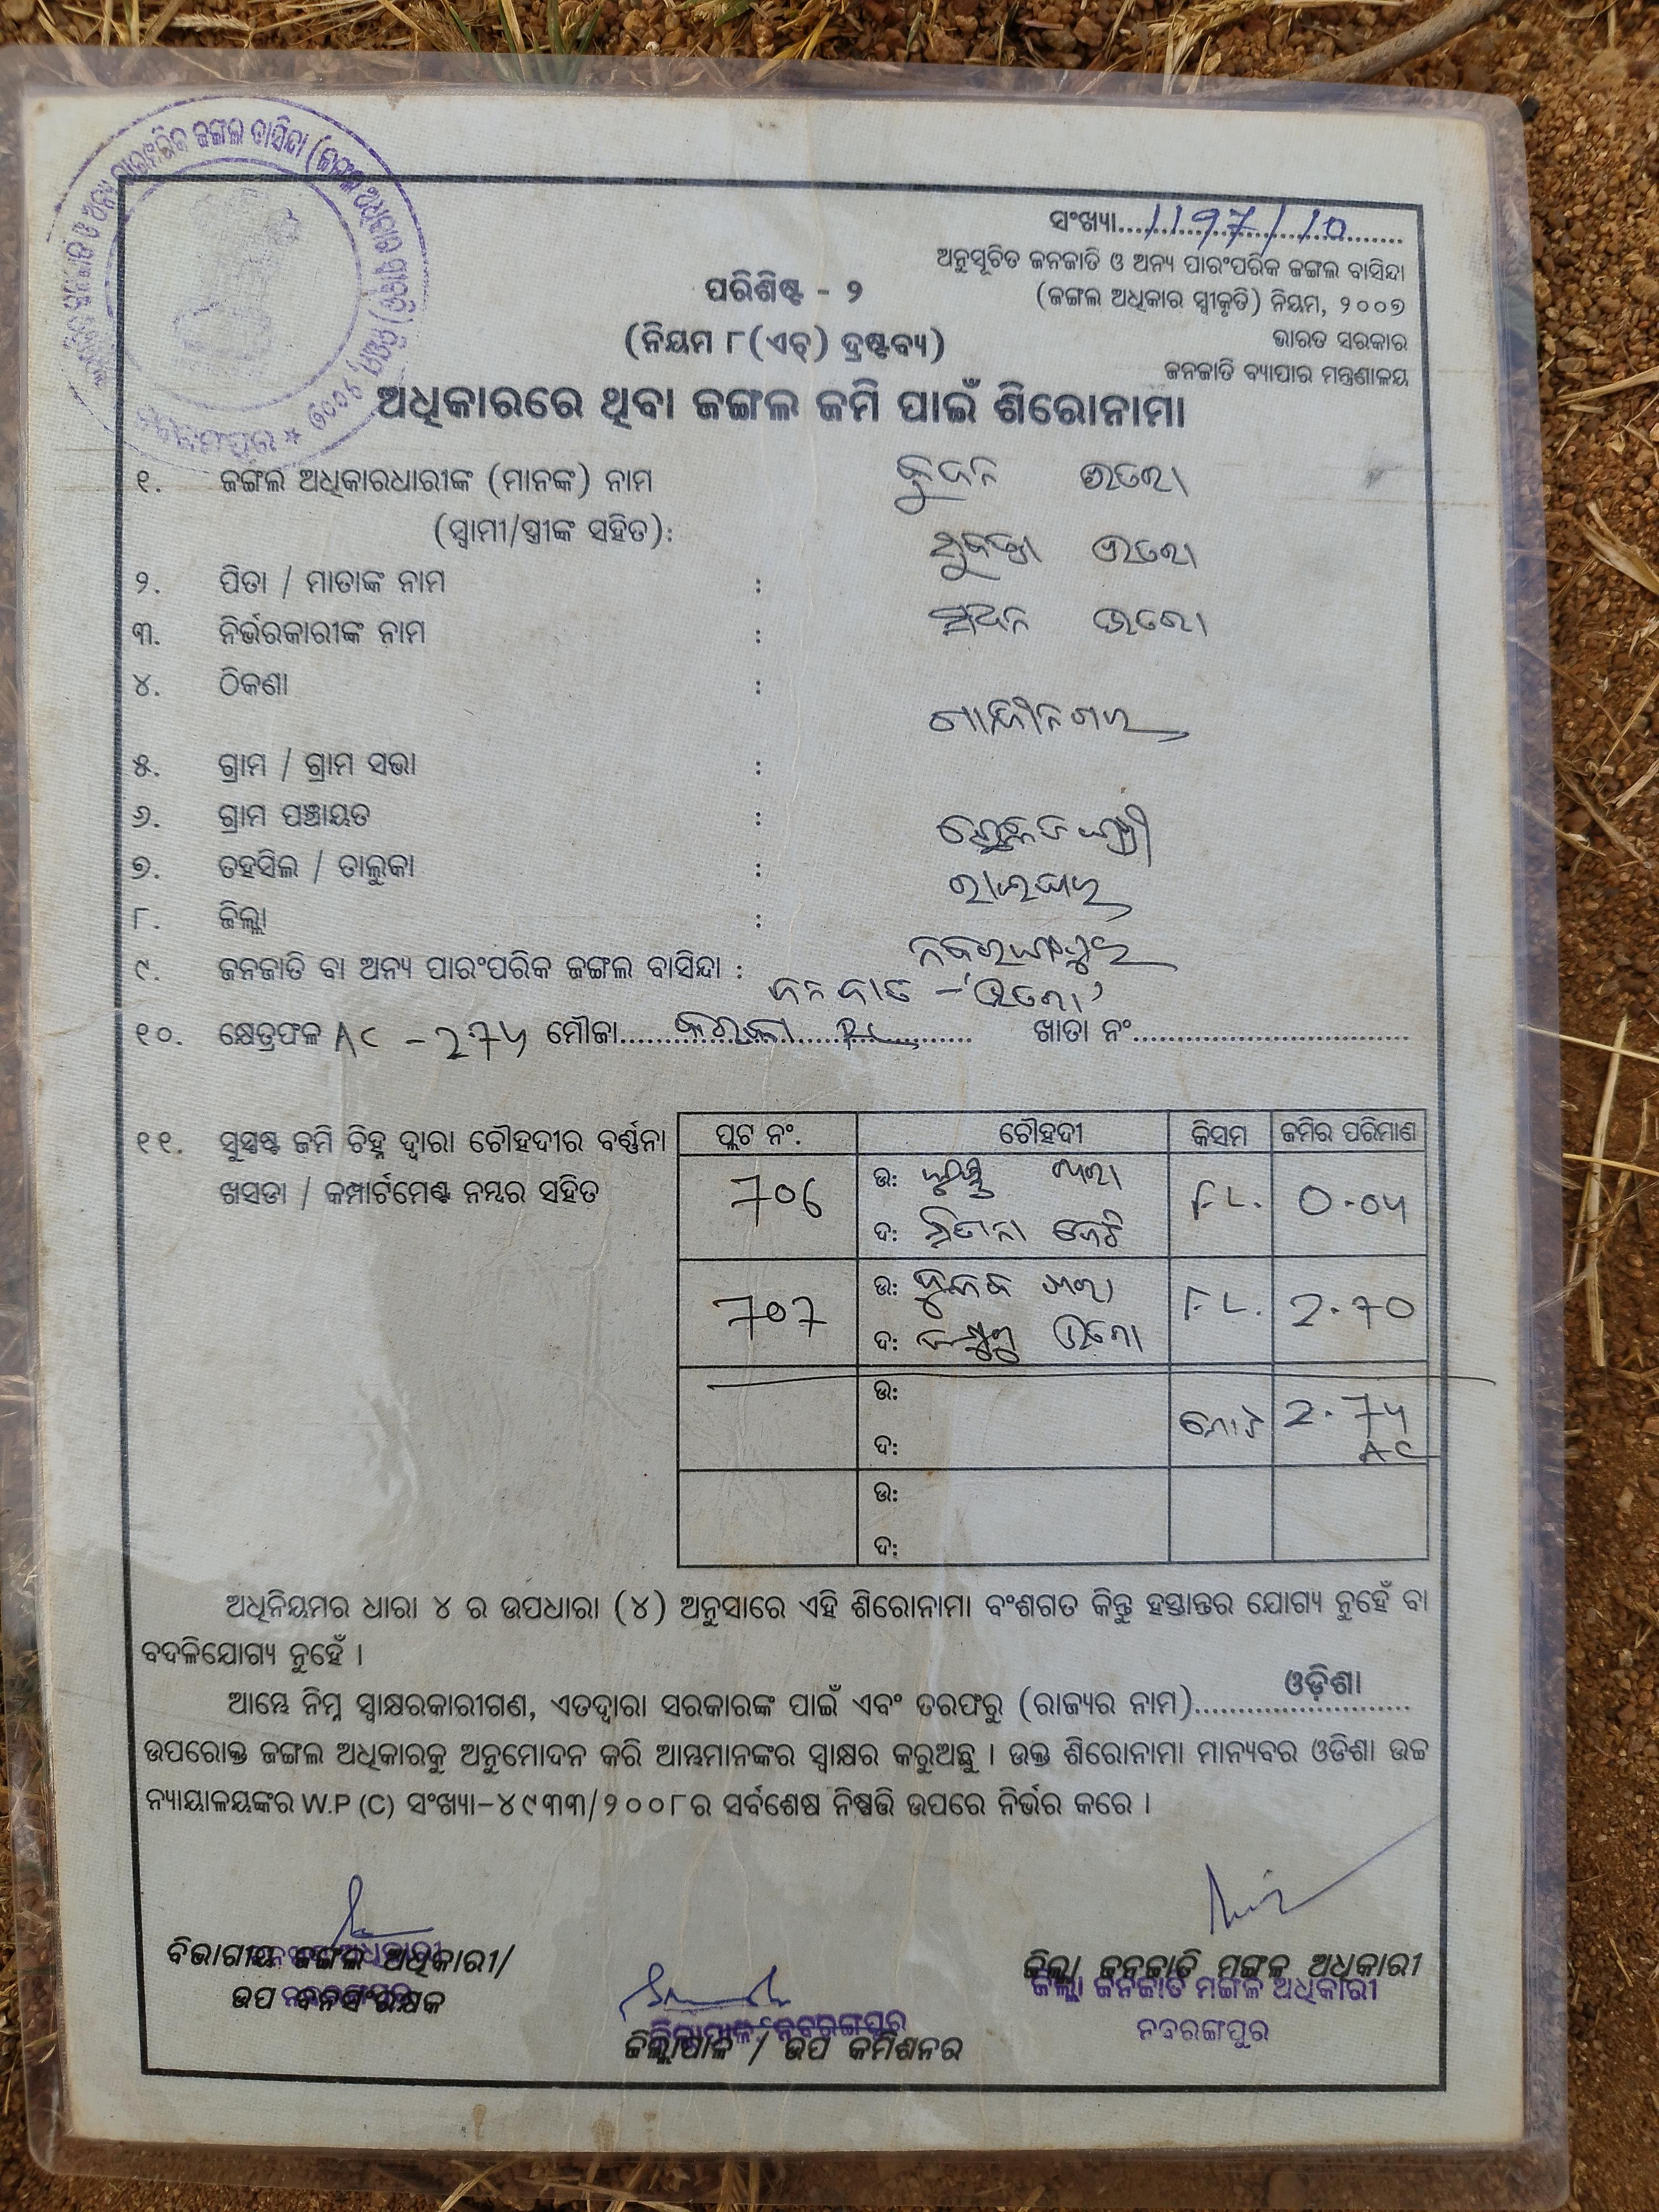 ସଂଖ୍ୟା.....1197/10.....
ଅନୁସୂଚିତ ଜନଜାତି ଓ ଅନ୍ୟ ପାରଂପରିକ ଜଙ୍ଗଲ ବାସିନ୍ଦା
(ଜଙ୍ଗଲ ଅଧିକାର ସ୍ୱୀକୃତି) ନିୟମ, ୨୦୦୭
ଭାରତ ସରକାର
ଜନଜାତି ବ୍ୟାପାର ମନ୍ତ୍ରଣାଳୟ
ପରିଶିଷ୍ଟ - ୨
(ନିୟମ ୮(ଏଚ୍) ଦ୍ରଷ୍ଟବ୍ୟ)
ଅଧିକାରରେ ଥିବା ଜଙ୍ଗଲ ଜମି ପାଇଁ ଶିରୋନାମା
୧. ଜଙ୍ଗଲ ଅଧିକାରଧାରୀଙ୍କ (ମାନଙ୍କ) ନାମ
(ସ୍ୱାମୀ/ସ୍ତ୍ରୀଙ୍କ ସହିତ):
୨. ପିତା / ମାତାଙ୍କ ନାମ :
୩. ନିର୍ଭରକାରୀଙ୍କ ନାମ :
୪. ଠିକଣା :
ଗାନ୍ଧୀନଗର
୫. ଗ୍ରାମ / ଗ୍ରାମ ସଭା :
୬. ଗ୍ରାମ ପଞ୍ଚାୟତ :
୭. ତହସିଲ / ତାଲୁକା : ରାଇଘର
୮. ଜିଲ୍ଲା : ନବରଙ୍ଗପୁର
୯. ଜନଜାତି ବା ଅନ୍ୟ ପାରଂପରିକ ଜଙ୍ଗଲ ବାସିନ୍ଦା :
ଜନଜାତି -
୧୦. କ୍ଷେତ୍ରଫଳ AC - 2.74 ମୌଜା.......... ଖାତା ନଂ..........
୧୧. ସୁସ୍ପଷ୍ଟ ଜମି ଚିହ୍ନ ଦ୍ୱାରା ଚୌହଦୀର ବର୍ଣ୍ଣନା
ଖସଡା / କମ୍ପାର୍ଟମେଣ୍ଟ ନମ୍ବର ସହିତ
ପ୍ଲଟ ନଂ. ଚୌହଦୀ କିସମ ଜମିର ପରିମାଣ
706 ଉ: F.L. 0.04
ଦ:
707 ଉ: F.L. 2.70
ଦ:
ଉ: ମୋଟ 2.74
ଦ: AC
ଉ:
ଦ:
ଅଧିନିୟମର ଧାରା ୪ ର ଉପଧାରା (୪) ଅନୁସାରେ ଏହି ଶିରୋନାମା ବଂଶଗତ କିନ୍ତୁ ହସ୍ତାନ୍ତର ଯୋଗ୍ୟ ନୁହେଁ ବା
ବଦଳିଯୋଗ୍ୟ ନୁହେଁ ।
ଆମ୍ଭେ ନିମ୍ନ ସ୍ୱାକ୍ଷରକାରୀଗଣ, ଏତଦ୍ୱାରା ସରକାରଙ୍କ ପାଇଁ ଏବଂ ତରଫରୁ (ରାଜ୍ୟର ନାମ).....ଓଡ଼ିଶା.....
ଉପରୋକ୍ତ ଜଙ୍ଗଲ ଅଧିକାରକୁ ଅନୁମୋଦନ କରି ଆମ୍ଭମାନଙ୍କର ସ୍ୱାକ୍ଷର କରୁଅଛୁ । ଉକ୍ତ ଶିରୋନାମା ମାନ୍ୟବର ଓଡିଶା ଉଚ୍ଚ
ନ୍ୟାୟାଳୟଙ୍କର W.P (C) ସଂଖ୍ୟା-୪୯୩୩/୨୦୦୮ର ସର୍ବଶେଷ ନିଷ୍ପତ୍ତି ଉପରେ ନିର୍ଭର କରେ ।
ବିଭାଗୀୟ ଜଙ୍ଗଲ ଅଧିକାରୀ/
ଉପ ବନସଂରକ୍ଷକ
ଜିଲ୍ଲାପାଳ, ନବରଙ୍ଗପୁର
ଜିଲ୍ଲାପାଳ / ଉପ କମିଶନର
ଜିଲ୍ଲା ଜନଜାତି ମଙ୍ଗଳ ଅଧିକାରୀ
ଜିଲ୍ଲା ଜନଜାତି ମଙ୍ଗଳ ଅଧିକାରୀ
ନବରଙ୍ଗପୁର